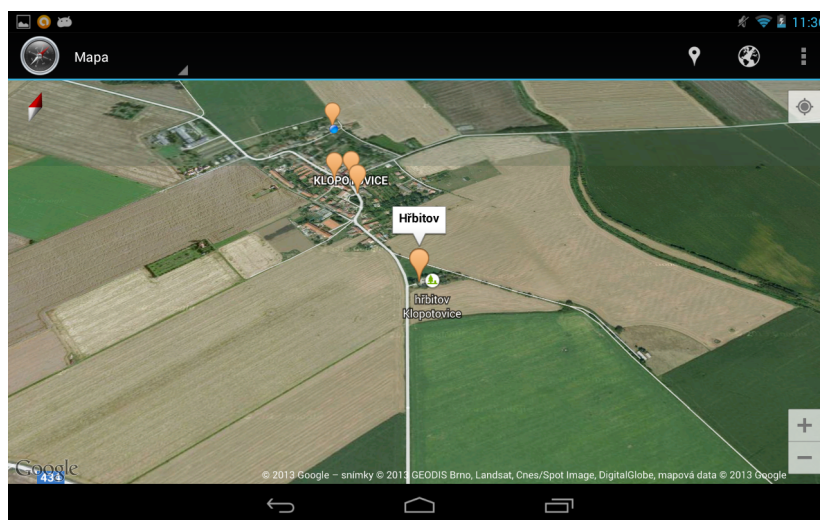 11:30
Mapa
KLOPOTOVICE
Hřbitov
hřbitov
Klopotovice
Google
© 2013 Google – snímky © 2013 GEODIS Brno, Landsat, Cnes/Spot Image, DigitalGlobe, mapová data © 2013 Google